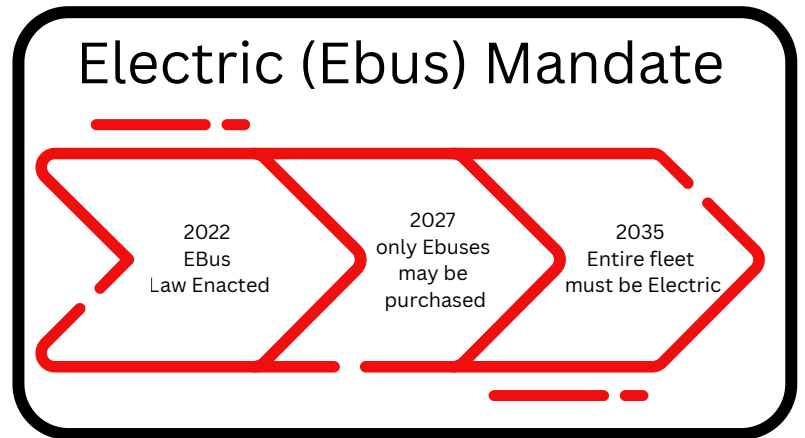 Electric (Ebus) Mandate
2022
EBus
Law Enacted
2027
only Ebuses
may be
purchased
2035
Entire fleet
must be Electric